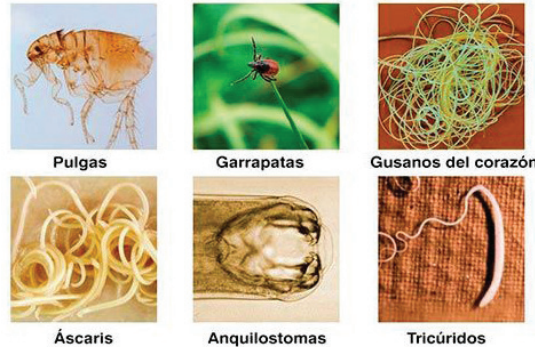 Pulgas
Garrapatas
Gusanos del corazón
Áscaris
Anquilostomas
Tricúridos